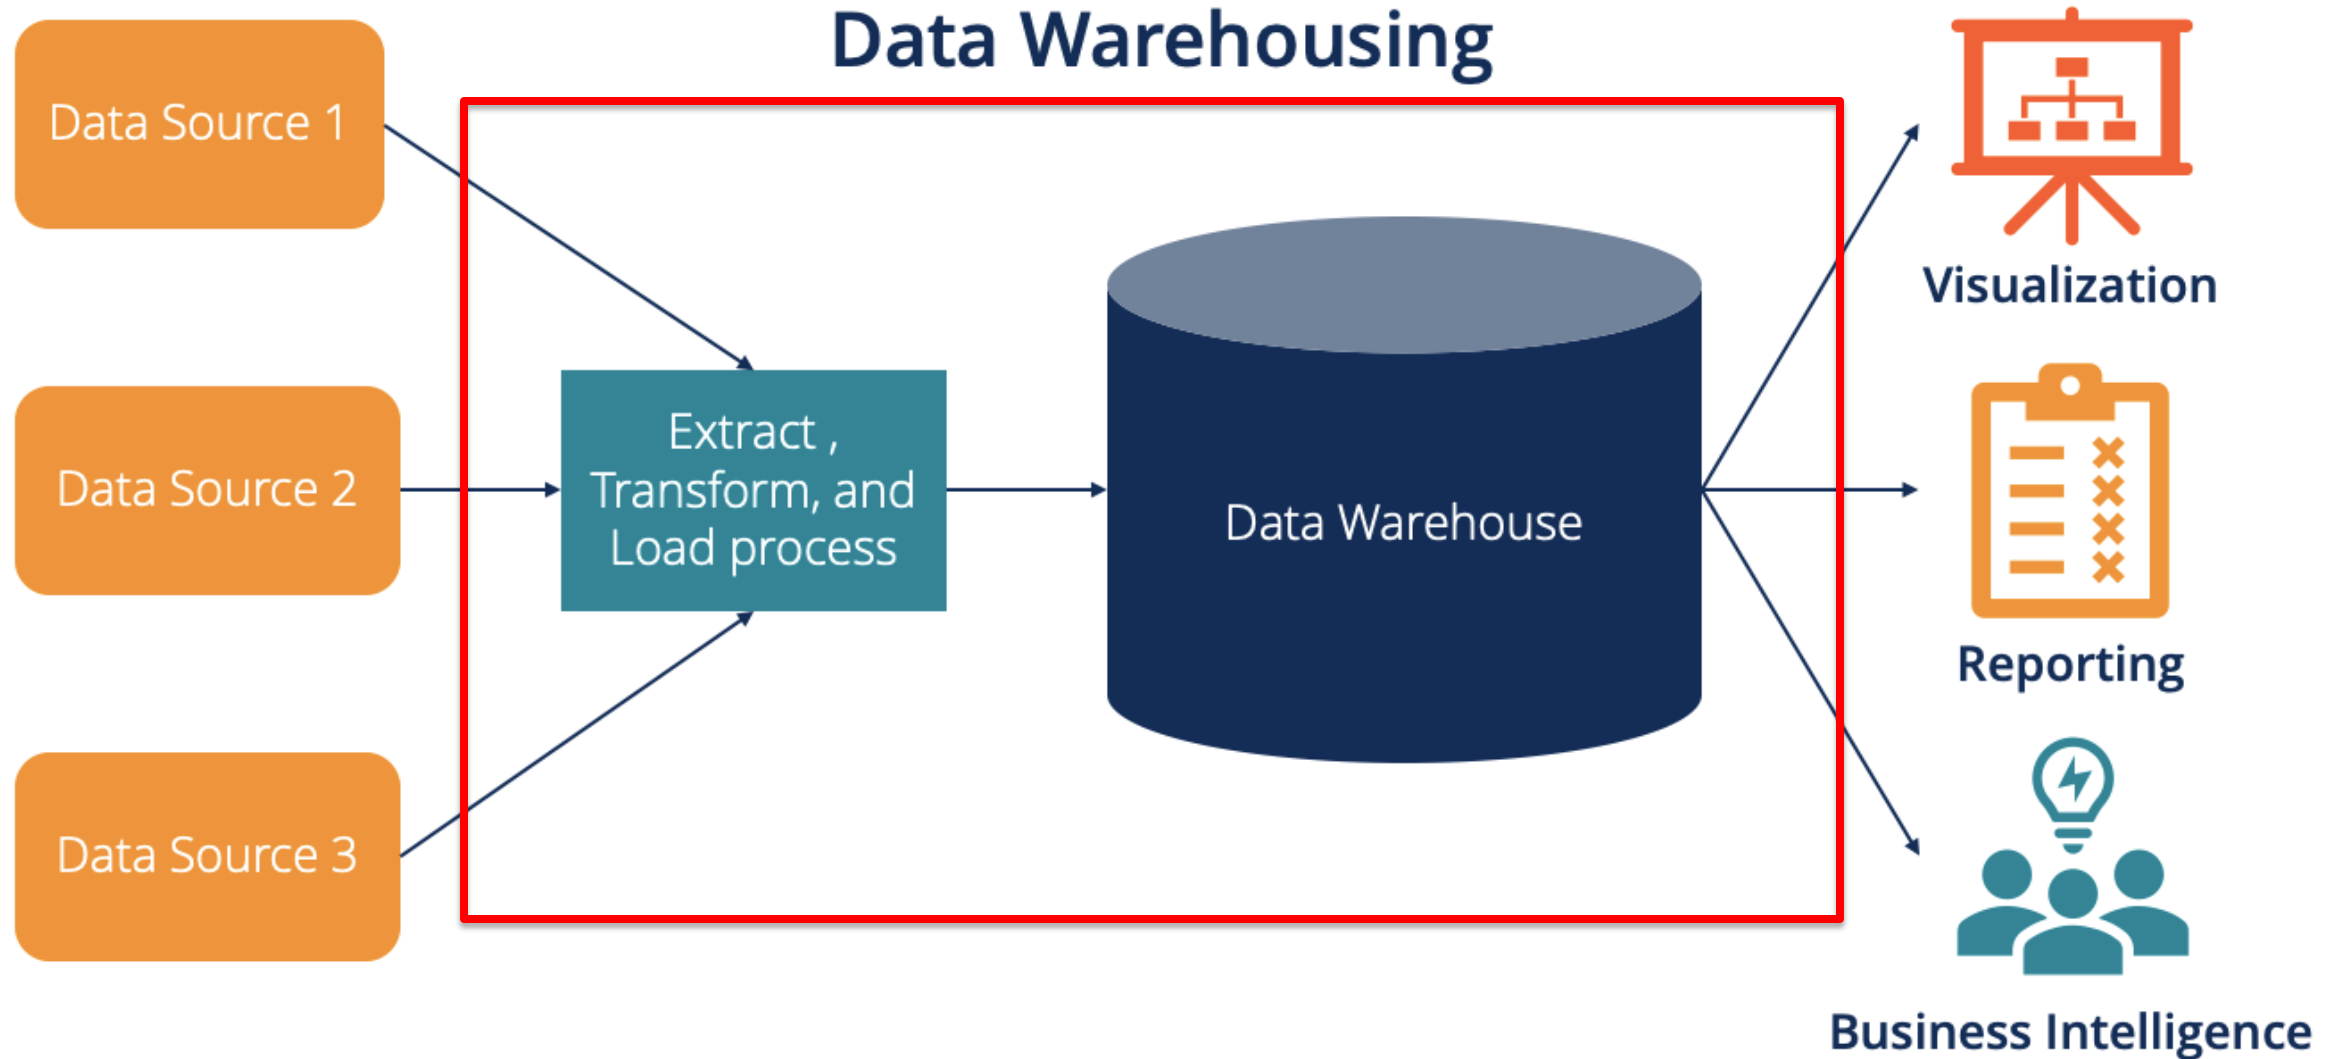 Data Warehousing
Data Source 1
Data Source 2
Data Source 3
Extract ,
Transform, and
Load process
Data Warehouse
Visualization
Reporting
Business Intelligence